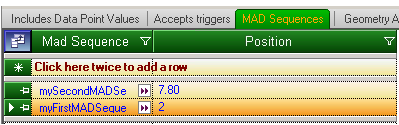 Includes Data Point Values Accepts triggers MAD Sequences Geometry A
Mad Sequence Position
Click here twice to add a row
mySecondMADSe 7.80
myFirstMADSeque 2